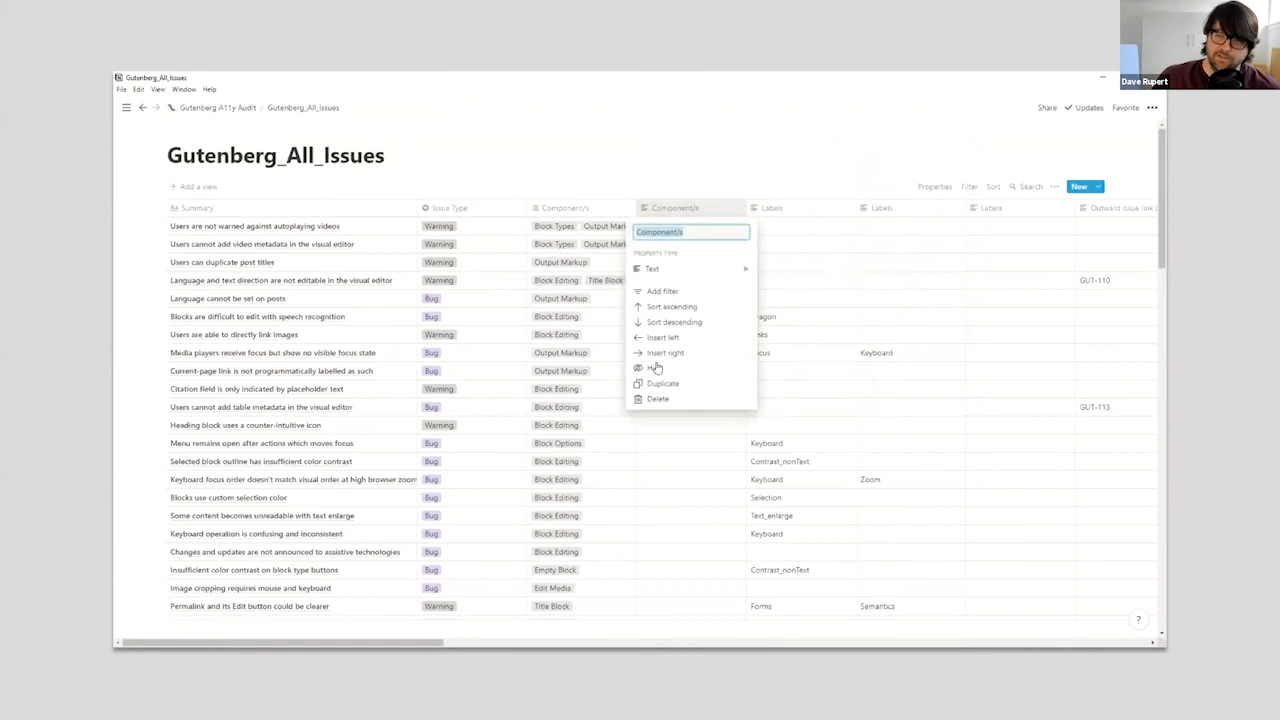 Dave Rupert
Gutenberg_All_Issues
File Edit View Window Help
Gutenberg A11y Audit / Gutenberg_All_Issues Share Updates Favorite
Gutenberg_All_Issues
Add a view Properties Filter Sort Search New
Summary Issue Type Component/s Component/s Labels Labels Labels Outward issue link (
Users are not warned against autoplaying videos Warning Block Types Output Mark
Users cannot add video metadata in the visual editor Warning Block Types Output Mark
Users can duplicate post titles Warning Output Markup
Language and text direction are not editable in the visual editor Warning Block Editing Title Block GUT-110
Language cannot be set on posts Bug Output Markup
Blocks are difficult to edit with speech recognition Bug Block Editing ragon
Users are able to directly link images Warning Block Editing nks
Media players receive focus but show no visible focus state Bug Output Markup ocus Keyboard
Current-page link is not programmatically labelled as such Bug Output Markup
Citation field is only indicated by placeholder text Warning Block Editing
Users cannot add table metadata in the visual editor Bug Block Editing GUT-113
Heading block uses a counter-intuitive icon Warning Block Editing
Menu remains open after actions which moves focus Bug Block Options Keyboard
Selected block outline has insufficient color contrast Bug Block Editing Contrast_nonText
Keyboard focus order doesn't match visual order at high browser zoom Bug Block Editing Keyboard Zoom
Blocks use custom selection color Bug Block Editing Selection
Some content becomes unreadable with text enlarge Bug Block Editing Text_enlarge
Keyboard operation is confusing and inconsistent Bug Block Editing Keyboard
Changes and updates are not announced to assistive technologies Bug Block Editing
Insufficient color contrast on block type buttons Bug Empty Block Contrast_nonText
Image cropping requires mouse and keyboard Bug Edit Media
Permalink and its Edit button could be clearer Warning Title Block Forms Semantics
Component/s
PROPERTY TYPE
Text
Add filter
Sort ascending
Sort descending
Insert left
Insert right
Duplicate
Delete
?